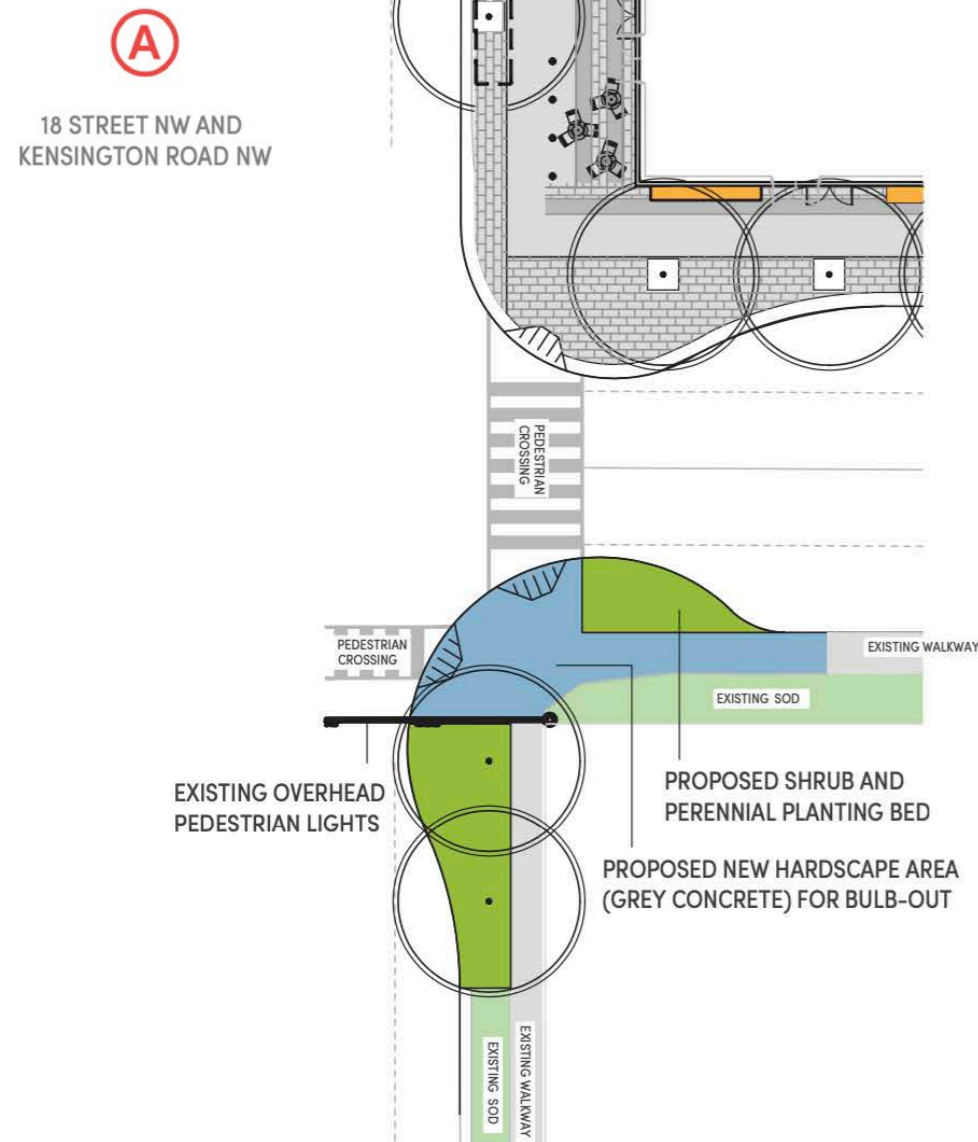 A
18 STREET NW AND
KENSINGTON ROAD NW
PEDESTRIAN
CROSSING
PEDESTRIAN
CROSSING
EXISTING WALKWAY
EXISTING SOD
EXISTING OVERHEAD
PEDESTRIAN LIGHTS
PROPOSED SHRUB AND
PERENNIAL PLANTING BED
PROPOSED NEW HARDSCAPE AREA
(GREY CONCRETE) FOR BULB-OUT
EXISTING SOD
EXISTING WALKWAY